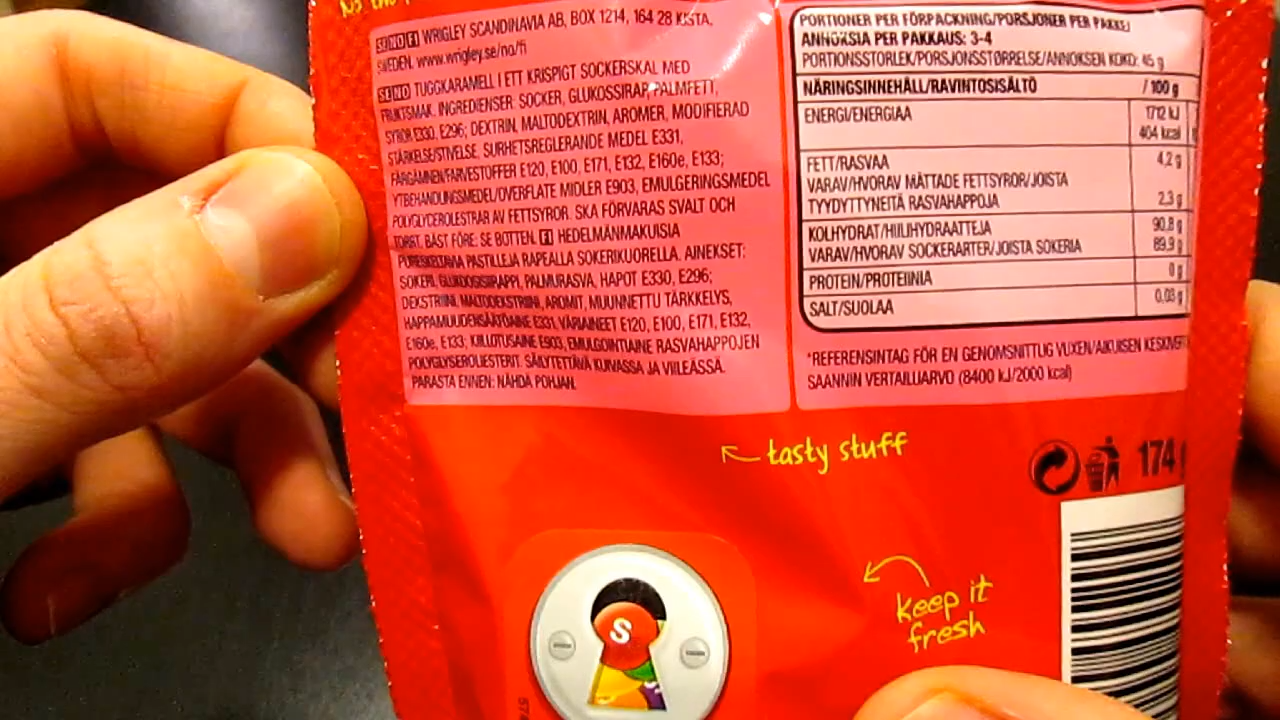 SE NO FI WRIGLEY SCANDINAVIA AB, BOX 1214, 164 28 KISTA,
SWEDEN. www.wrigley.se/no/fi
SE NO TUGGKARAMELL I ETT KRISPIGT SOCKERSKAL MED
FRUKTSMAK. INGREDIENSER: SOCKER, GLUKOSSIRAP, PALMFETT,
SYROR E330, E296; DEXTRIN, MALTODEXTRIN, AROMER, MODIFIERAD
STÄRKELSE/STIVELSE, SURHETSREGLERANDE MEDEL E331,
FÄRGÄMNEN/FARVESTOFFER E120, E100, E171, E132, E160e, E133;
YTBEHANDLINGSMEDEL/OVERFLATE MIDLER E903, EMULGERINGSMEDEL
POLYGLYCEROLESTRAR AV FETTSYROR. SKA FÖRVARAS SVALT OCH
TORRT. BÄST FÖRE: SE BOTTEN. FI HEDELMÄNMAKUISIA
PURESKELTAVIA PASTILLEJA RAPEALLA SOKERIKUORELLA. AINEKSET:
SOKERI, GLUKOOSISIIRAPPI, PALMURASVA, HAPOT E330, E296;
DEKSTRIINI, MALTODEKSTRIINI, AROMIT, MUUNNETTU TÄRKKELYS,
HAPPAMUUDENSÄÄTÖAINE E331, VÄRIAINEET E120, E100, E171, E132,
E160e, E133; KIILLOTUSAINE E903, EMULGOINTIAINE RASVAHAPPOJEN
POLYGLYSEROLIESTERIT. SÄILYTETTÄVÄ KUIVASSA JA VIILEÄSSÄ.
PARASTA ENNEN: NÄHDÄ POHJAN.
PORTIONER PER FÖRPACKNING/PORSJONER PER PAKKE/
ANNOKSIA PER PAKKAUS: 3-4
PORTIONSSTORLEK/PORSJONSSTØRRELSE/ANNOKSEN KOKO: 45 g
NÄRINGSINNEHÅLL/RAVINTOSISÄLTÖ / 100 g
ENERGI/ENERGIAA 1712 kJ
404 kcal
FETT/RASVAA 4,2 g
VARAV/HVORAV MÄTTADE FETTSYROR/JOISTA
TYYDYTTYNEITÄ RASVAHAPPOJA 2,3 g
KOLHYDRAT/HIILIHYDRAATTEJA 90,8 g
VARAV/HVORAV SOCKERARTER/JOISTA SOKERIA 89,9 g
PROTEIN/PROTEIINIA 0 g
SALT/SUOLAA 0,03 g
*REFERENSINTAG FÖR EN GENOMSNITTLIG VUXEN/AIKUISEN
SAANNIN VERTAILUARVO (8400 kJ/2000 kcal)
tasty stuff
174
keep it
fresh
S